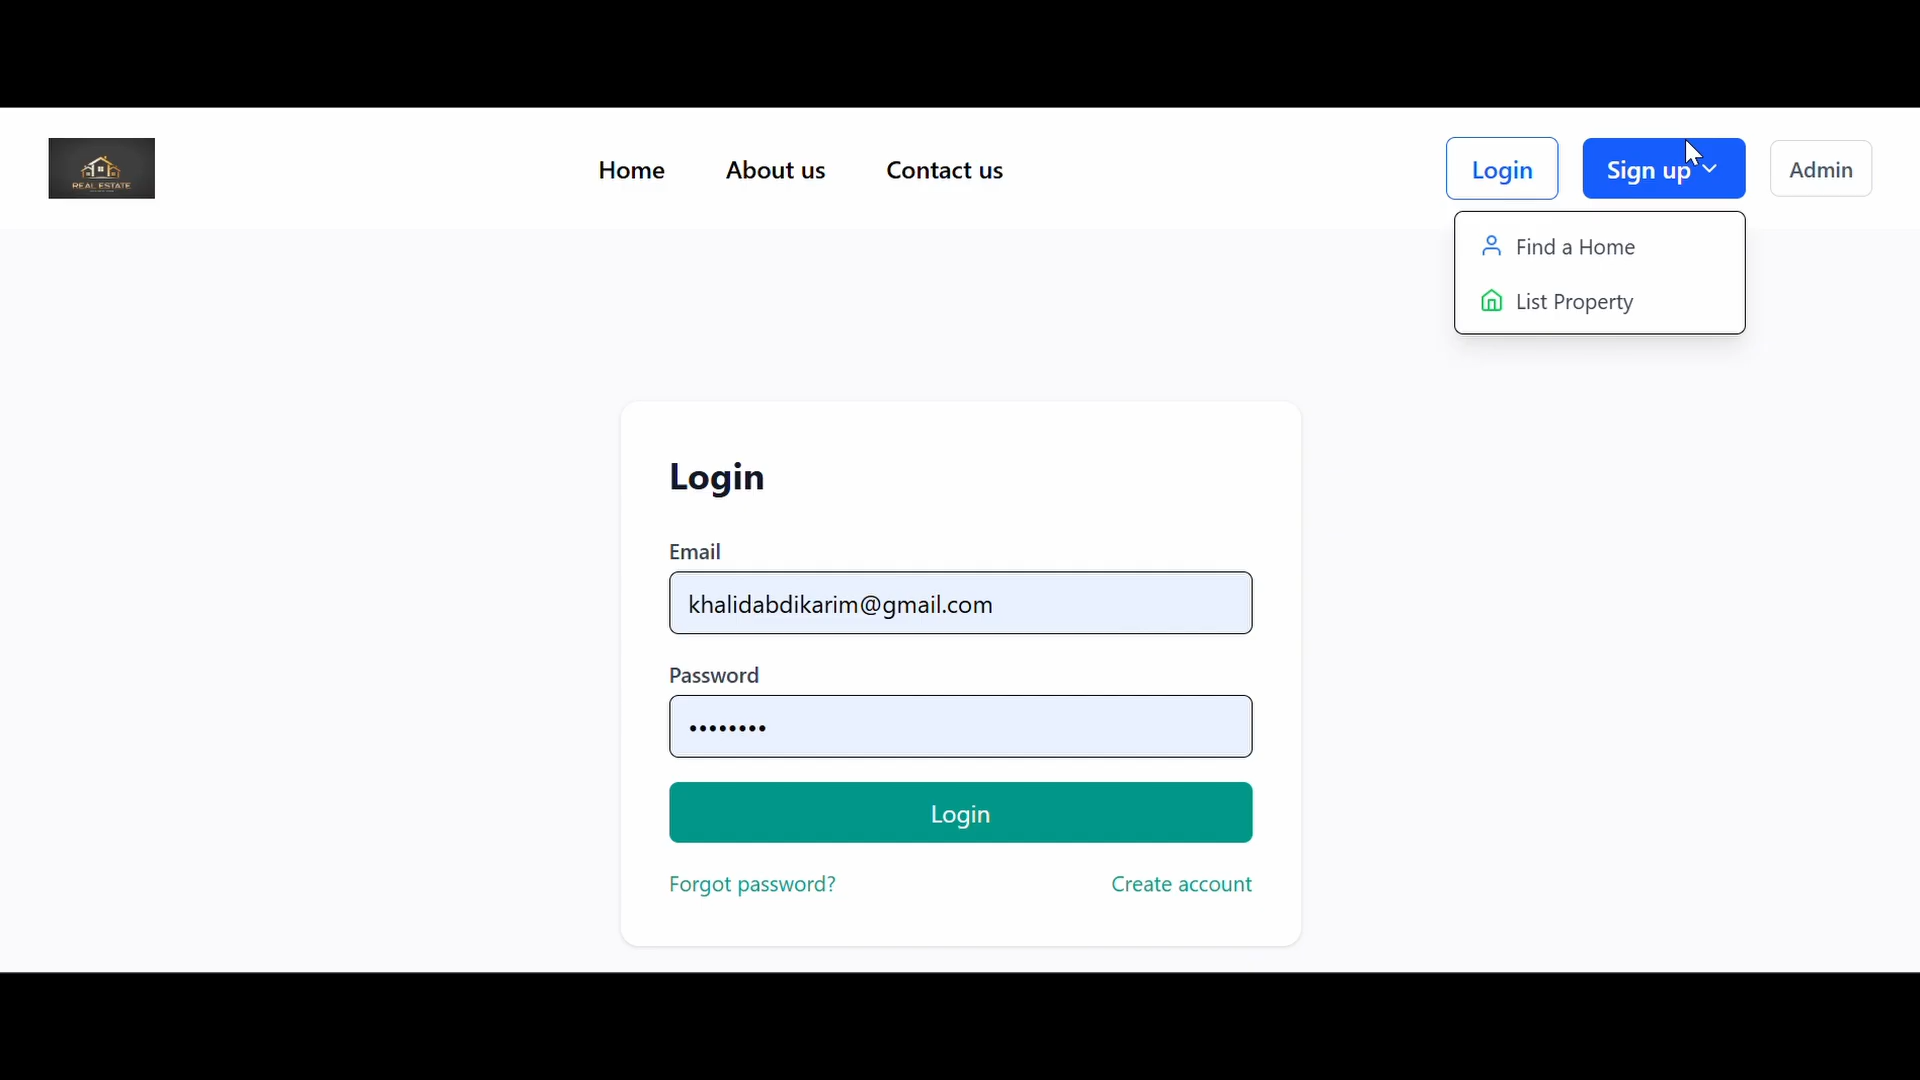 REAL ESTATE
Home
About us
Contact us
Login
Sign up
Admin
Find a Home
List Property
Login
Email
khalidabdikarim@gmail.com
Password
••••••••
Login
Forgot password?
Create account